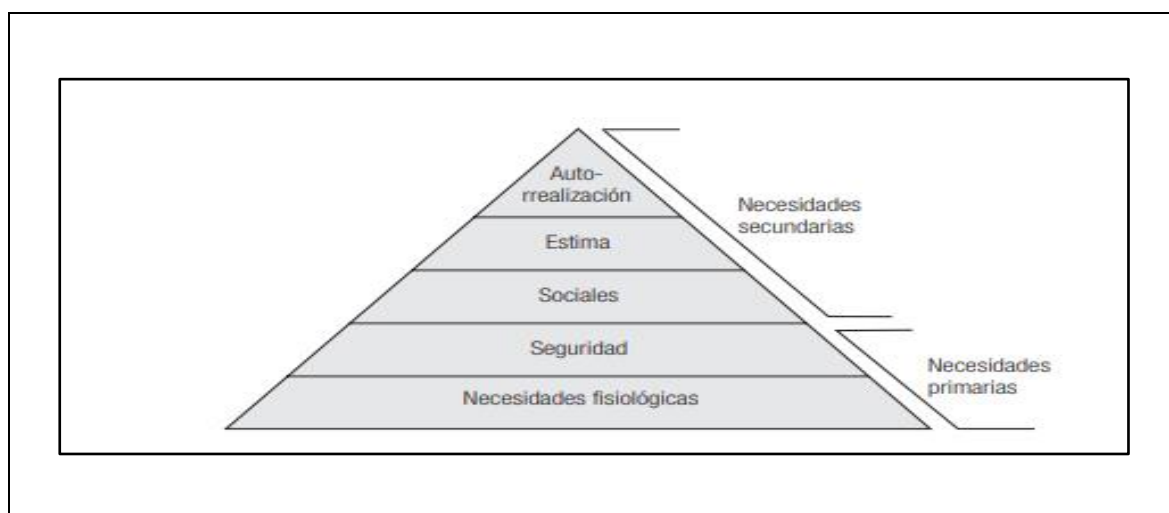 Auto-
rrealización
Necesidades
secundarias
Estima
Sociales
Seguridad
Necesidades
primarias
Necesidades fisiológicas